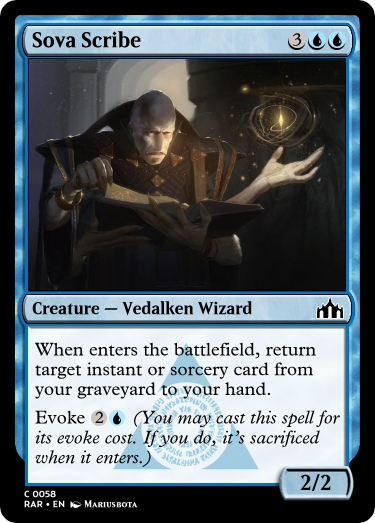 Sova Scribe 3
Creature — Vedalken Wizard
When enters the battlefield, return
target instant or sorcery card from
your graveyard to your hand.
Evoke 2 (You may cast this spell for
its evoke cost. If you do, it's sacrificed
when it enters.)
2/2
C 0058
RAR • EN Mariusbota